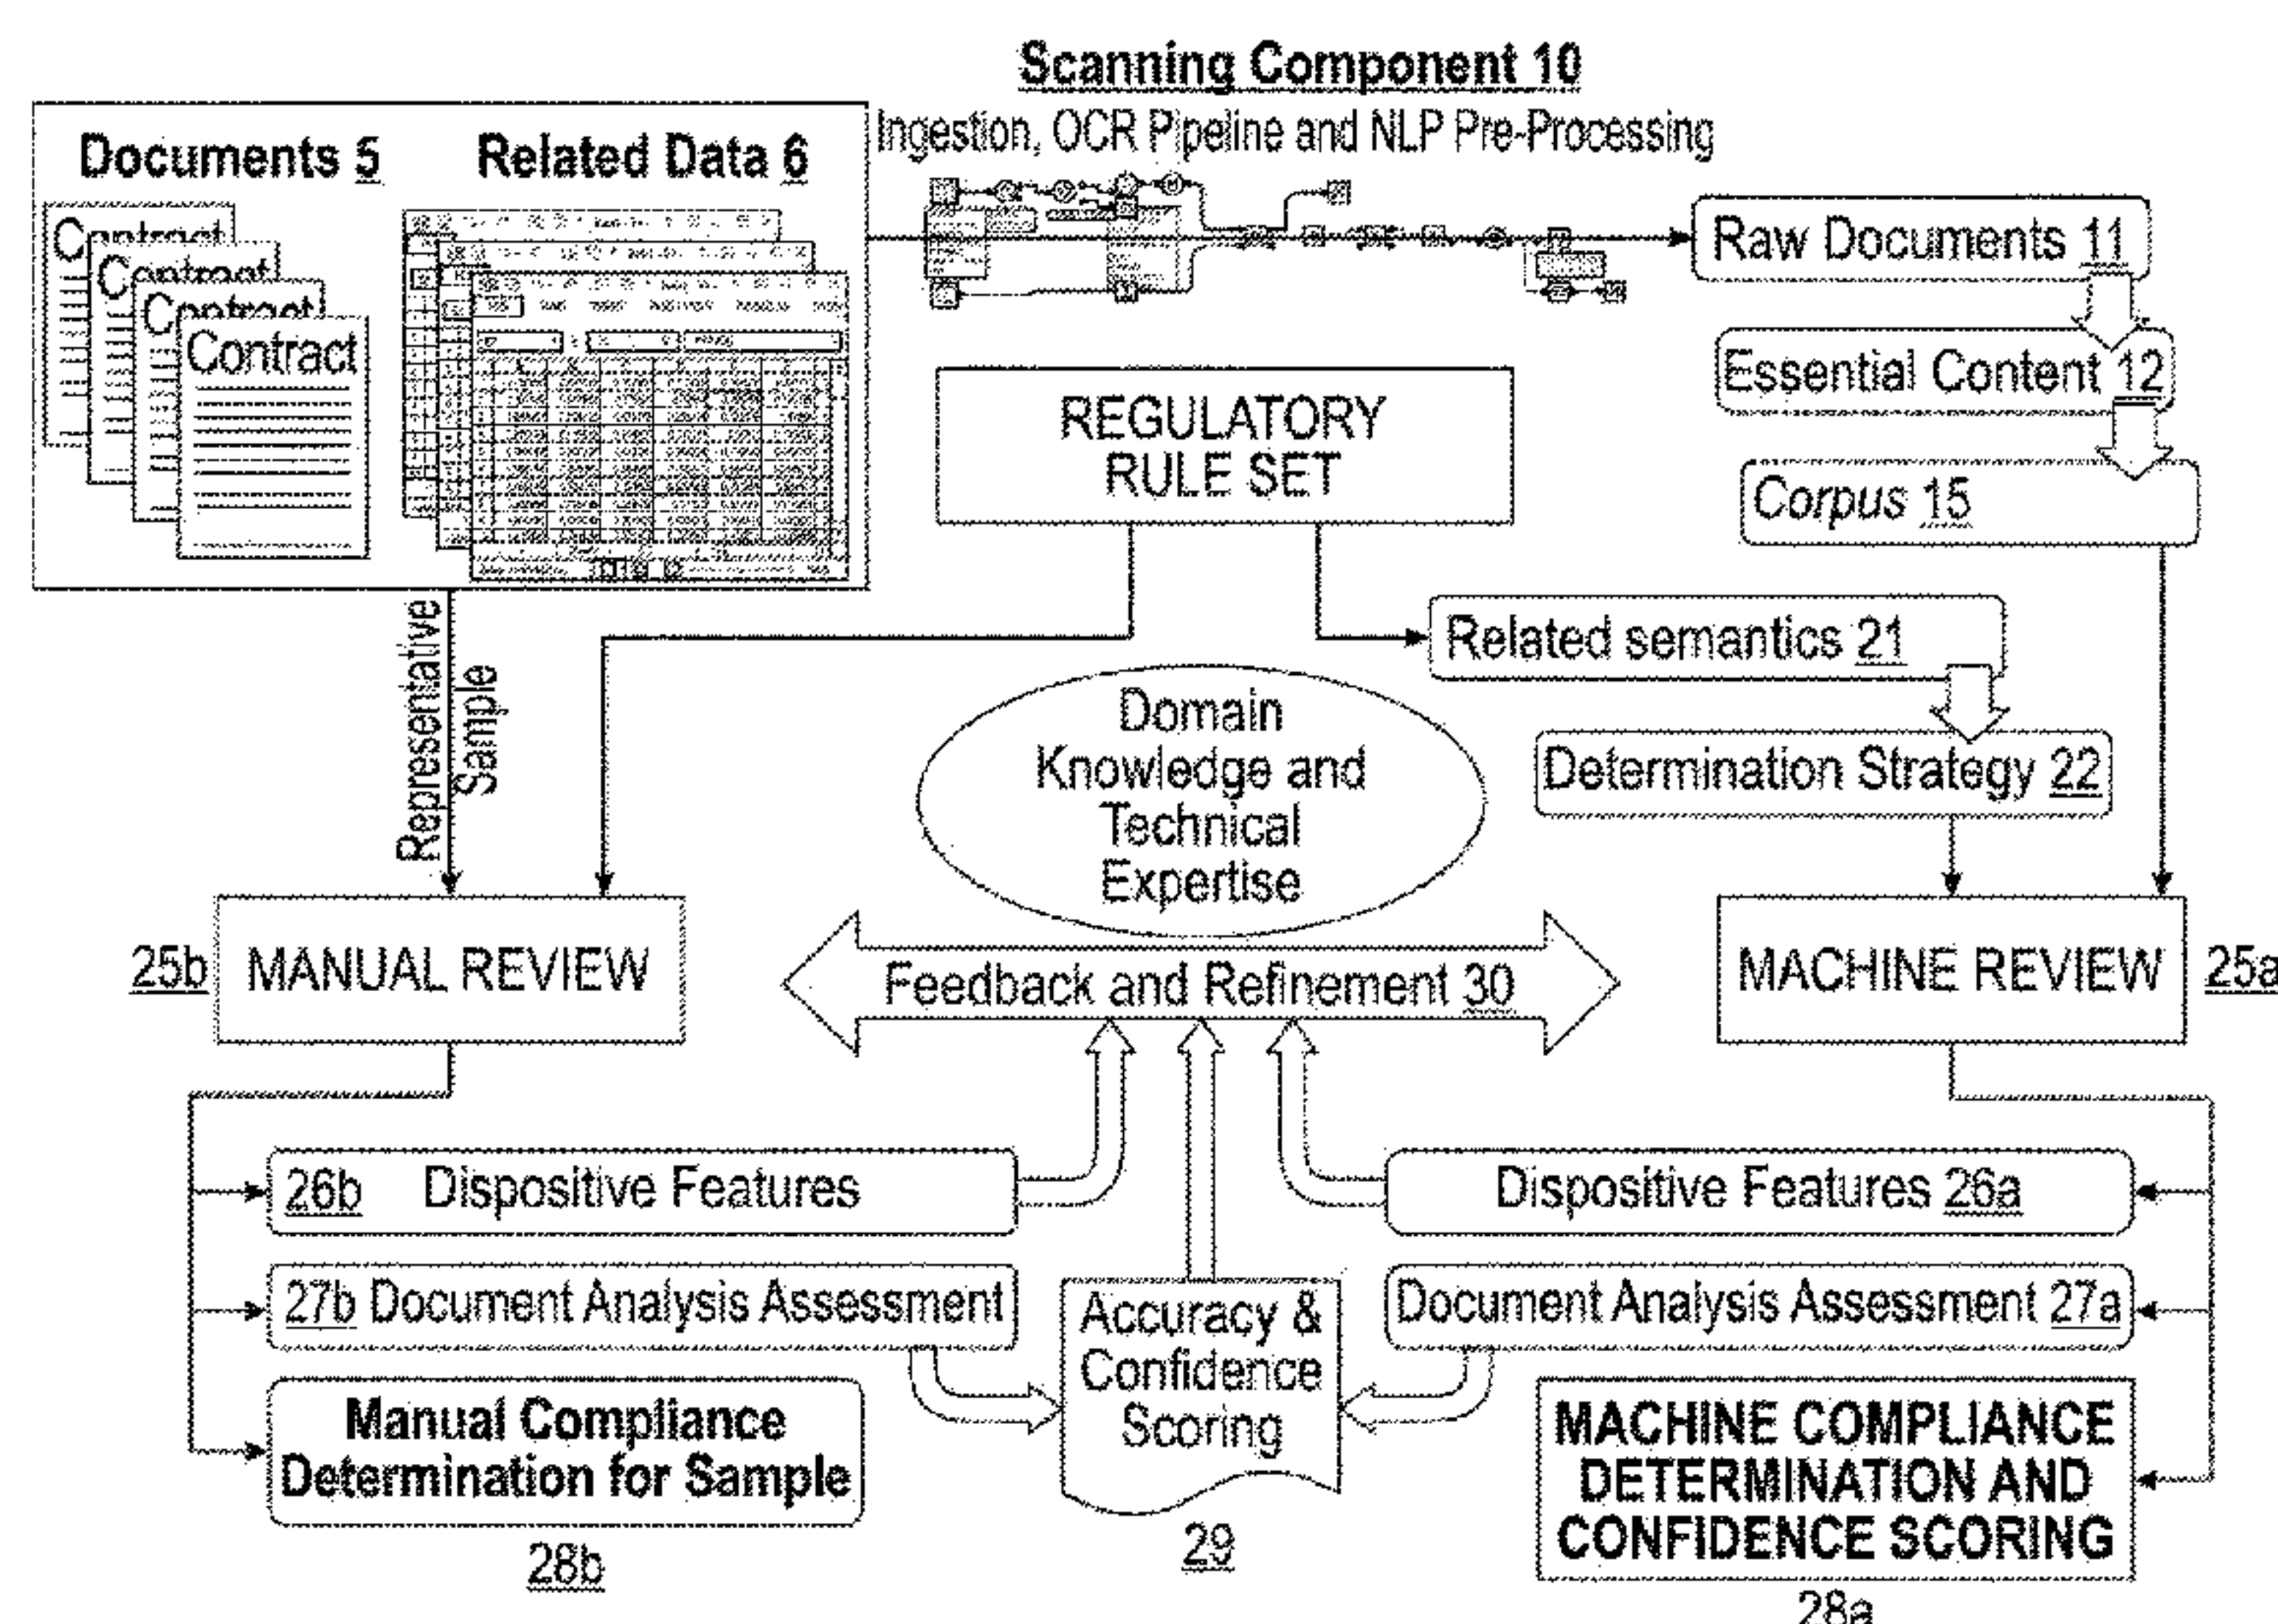 Scanning Component 10
Ingestion, OCR Pipeline and NLP Pre-Processing
Documents 5
Related Data 6
Contract
Contract
Contract
Contract
Raw Documents 11
Essential Content 12
Corpus 15
REGULATORY
RULE SET
Related semantics 21
Determination Strategy 22
Representative
Sample
Domain
Knowledge and
Technical
Expertise
25b
MANUAL REVIEW
Feedback and Refinement 30
MACHINE REVIEW
25a
26b Dispositive Features
Dispositive Features 26a
27b Document Analysis Assessment
Accuracy &
Confidence
Scoring
29
Document Analysis Assessment 27a
Manual Compliance
Determination for Sample
28b
MACHINE COMPLIANCE
DETERMINATION AND
CONFIDENCE SCORING
28a